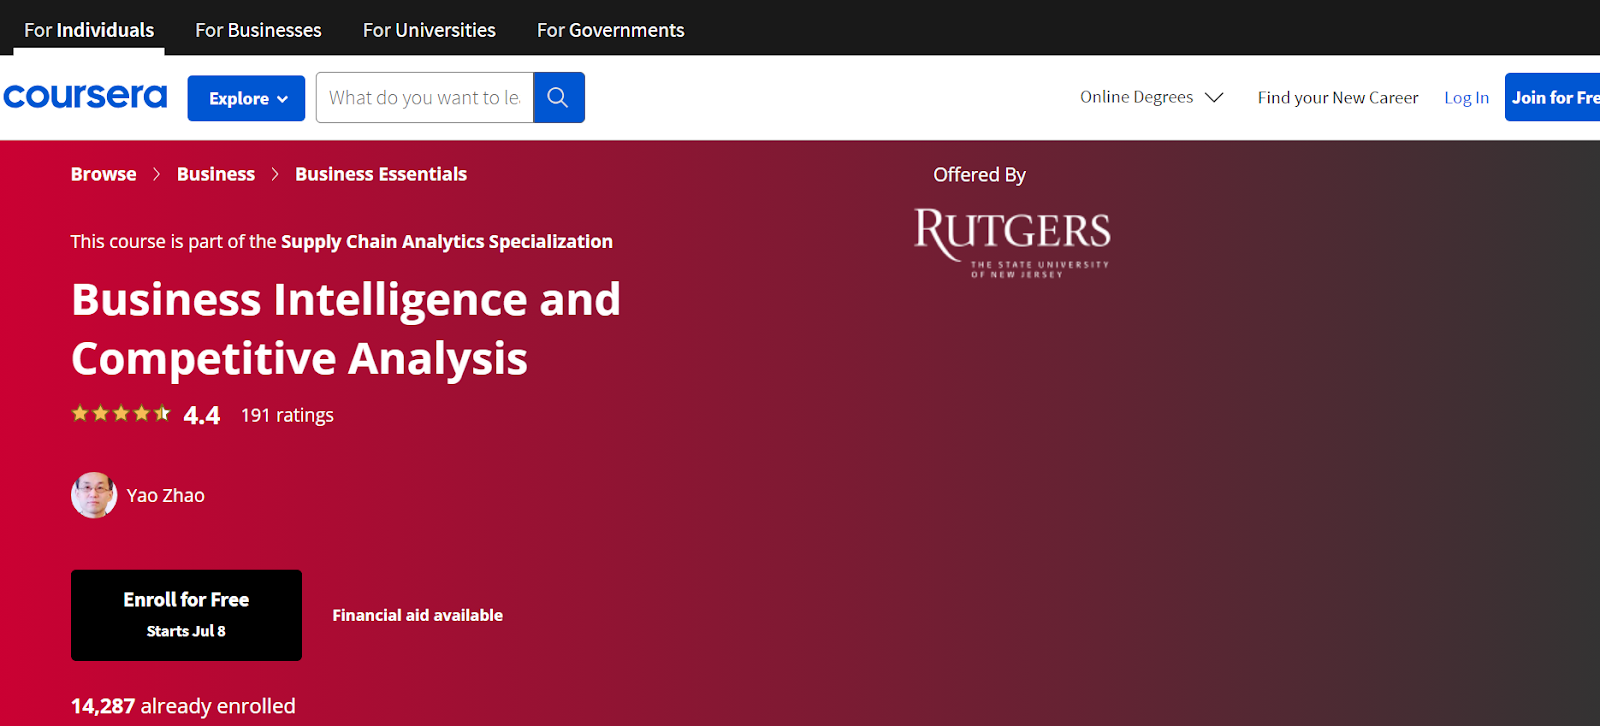 For Individuals For Businesses For Universities For Governments
coursera Explore What do you want to le Online Degrees Find your New Career Log In Join for Fre
Browse > Business > Business Essentials
This course is part of the Supply Chain Analytics Specialization
Business Intelligence and
Competitive Analysis
4.4 191 ratings
Yao Zhao
Enroll for Free
Starts Jul 8
Financial aid available
14,287 already enrolled
Offered By
RUTGERS
THE STATE UNIVERSITY
OF NEW JERSEY